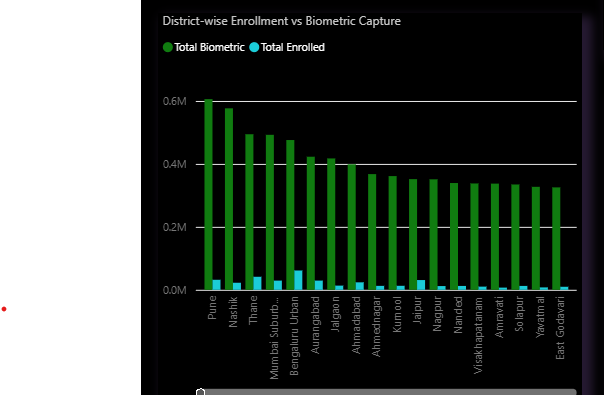 District-wise Enrollment vs Biometric Capture
Total Biometric Total Enrolled
0.6M
0.4M
0.2M
0.0M
Pune
Nashik
Thane
Mumbai Suburb...
Bengaluru Urban
Aurangabad
Jalgaon
Ahmadabad
Ahmednagar
Kurnool
Jaipur
Nagpur
Nanded
Visakhapatanam
Amravati
Solapur
Yavatmal
East Godavari